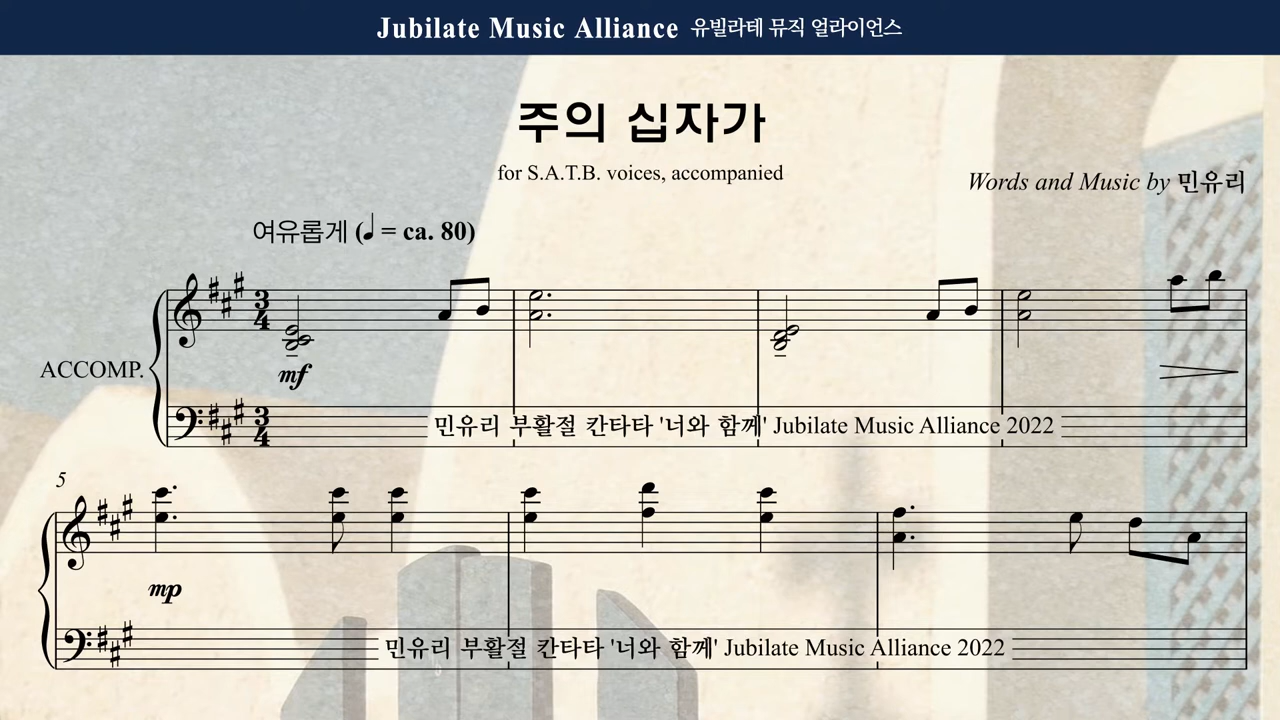 Jubilate Music Alliance 유빌라테 뮤직 얼라이언스
주의 십자가
for S.A.T.B. voices, accompanied
Words and Music by 민유리
여유롭게 (♩ = ca. 80)
3 4
ACCOMP.
mf
3 4
민유리 부활절 칸타타 '너와 함께' Jubilate Music Alliance 2022
5
mp
민유리 부활절 칸타타 '너와 함께' Jubilate Music Alliance 2022